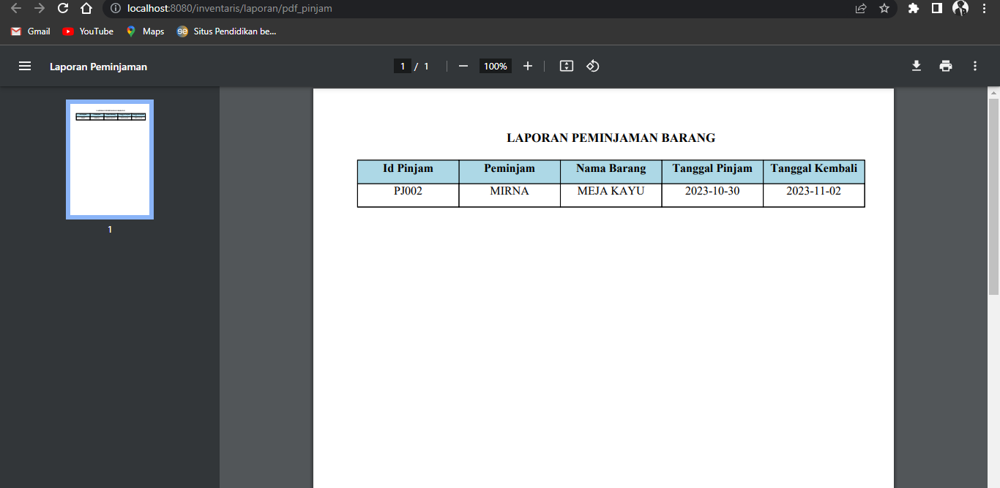 localhost:8080/inventaris/laporan/pdf_pinjam
Gmail YouTube Maps se Situs Pendidikan be...
Laporan Peminjaman 1 / 1 100%
LAPORAN PEMINJAMAN BARANG
Id Pinjam Peminjam Nama Barang Tanggal Pinjam Tanggal Kembali
PJ002 MIRNA MEJA KAYU 2023-10-30 2023-11-02
1